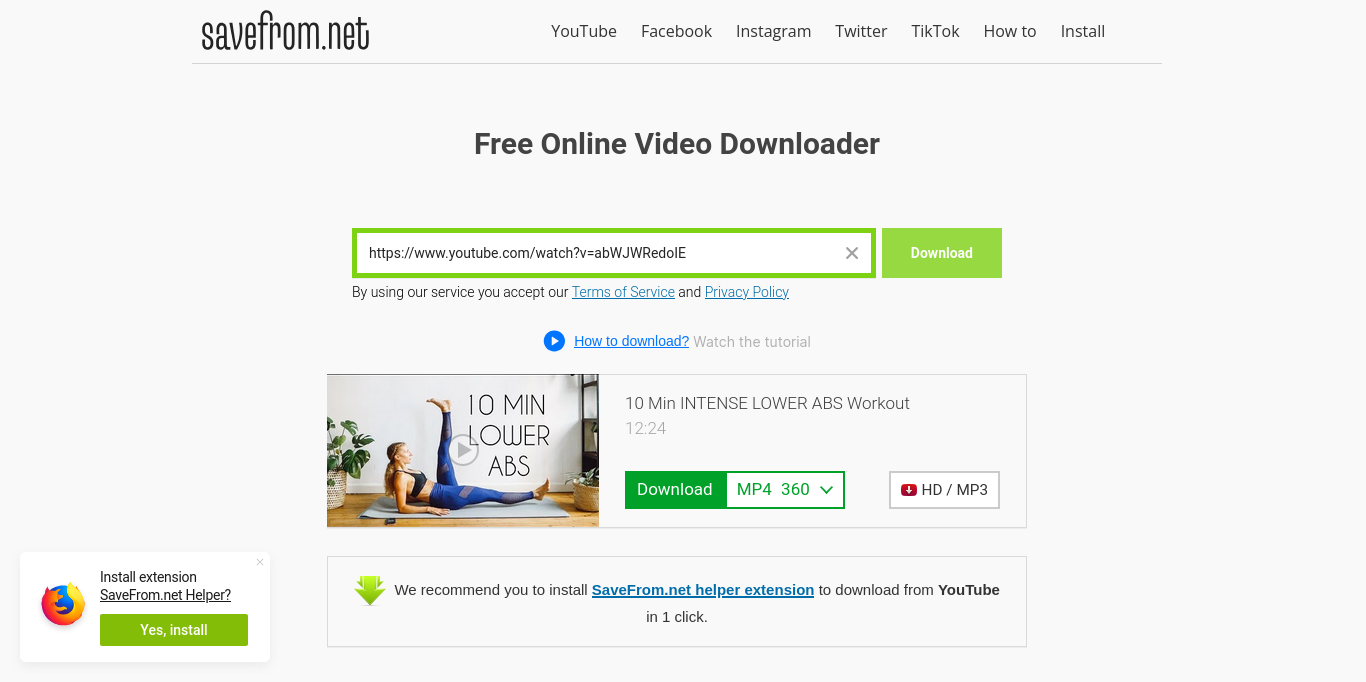 savefrom.net
YouTube Facebook Instagram Twitter TikTok How to Install
Free Online Video Downloader
https://www.youtube.com/watch?v=abWJWRedoIE
Download
By using our service you accept our Terms of Service and Privacy Policy
How to download? Watch the tutorial
10 MIN
LOWER
ABS
10 Min INTENSE LOWER ABS Workout
12:24
Download MP4 360
HD / MP3
We recommend you to install SaveFrom.net helper extension to download from YouTube
in 1 click.
Install extension
SaveFrom.net Helper?
Yes, install